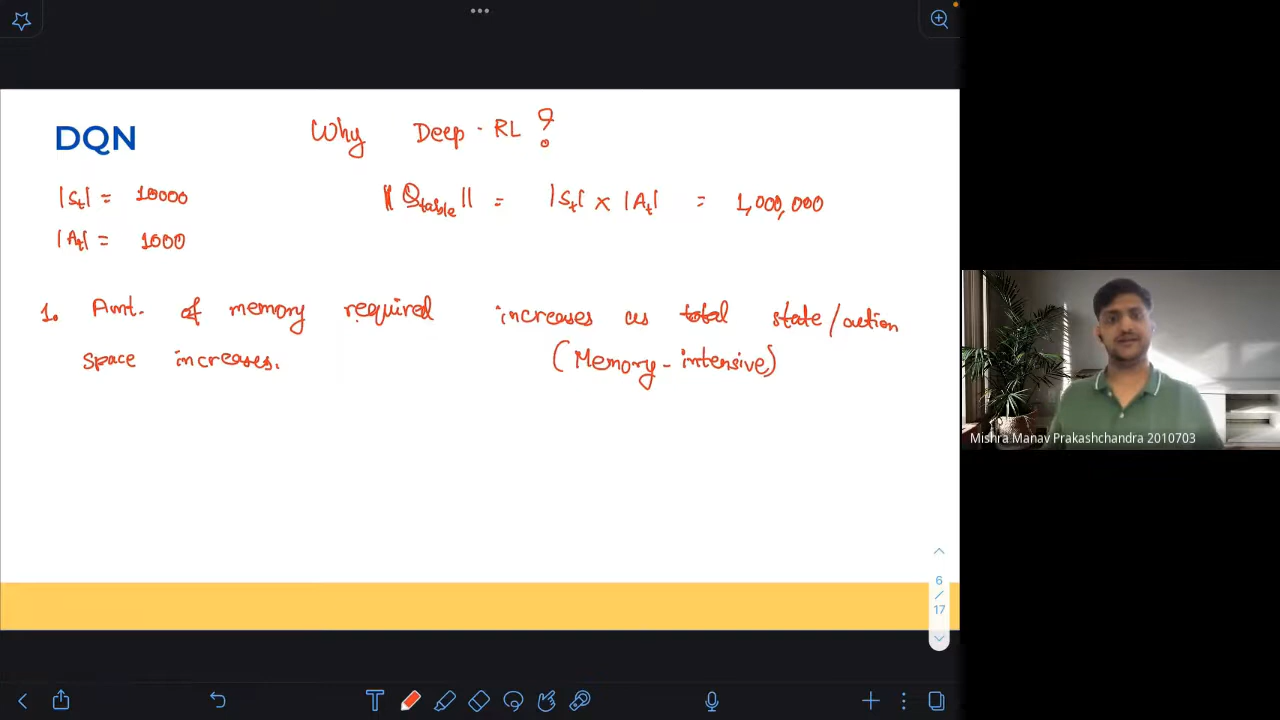 DQN
Why Deep-RL ?
|St| = 10000
||Qtable|| = |St| x |At| = 1,000,000
|At| = 1000
1. Amt. of memory required increases as total state/action
space increases. (Memory-intensive)
Mishra Manav Prakashchandra 2010703
6
/
17
T